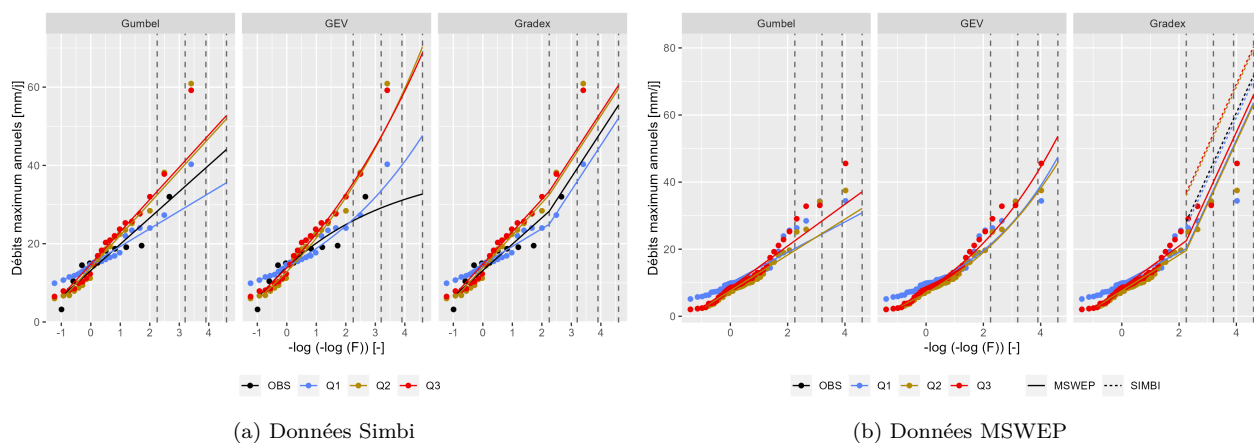 Gumbel GEV Gradex
Débits maximum annuels [mm/j]
60
40
20
0
-1 0 1 2 3 4 -1 0 1 2 3 4 -1 0 1 2 3 4
-log (-log (F)) [-]
OBS Q1 Q2 Q3
(a) Données Simbi
Gumbel GEV Gradex
Débits maximum annuels [mm/j]
80
60
40
20
0
0 2 4 0 2 4 0 2 4
-log (-log (F)) [-]
OBS Q1 Q2 Q3 MSWEP SIMBI
(b) Données MSWEP